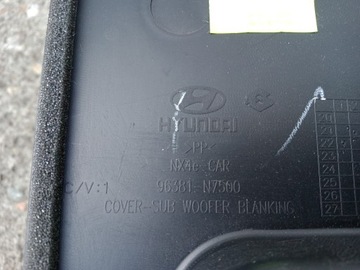 HYUNDAI
>PP<
NX4e-CAR
C/V:1
96381-N7500
COVER-SUB WOOFER BLANKING